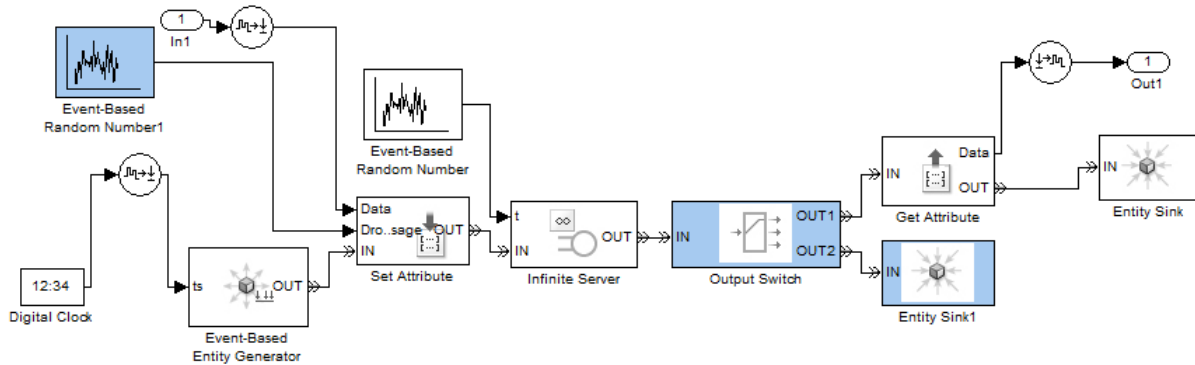 1
In1
Event-Based
Random Number1
Event-Based
Random Number
Data
Dro..sage
IN
OUT
Set Attribute
12:34
Digital Clock
ts
OUT
Event-Based
Entity Generator
t
IN
OUT
Infinite Server
IN
OUT1
OUT2
Output Switch
IN
Data
OUT
Get Attribute
1
Out1
IN
Entity Sink
IN
Entity Sink1